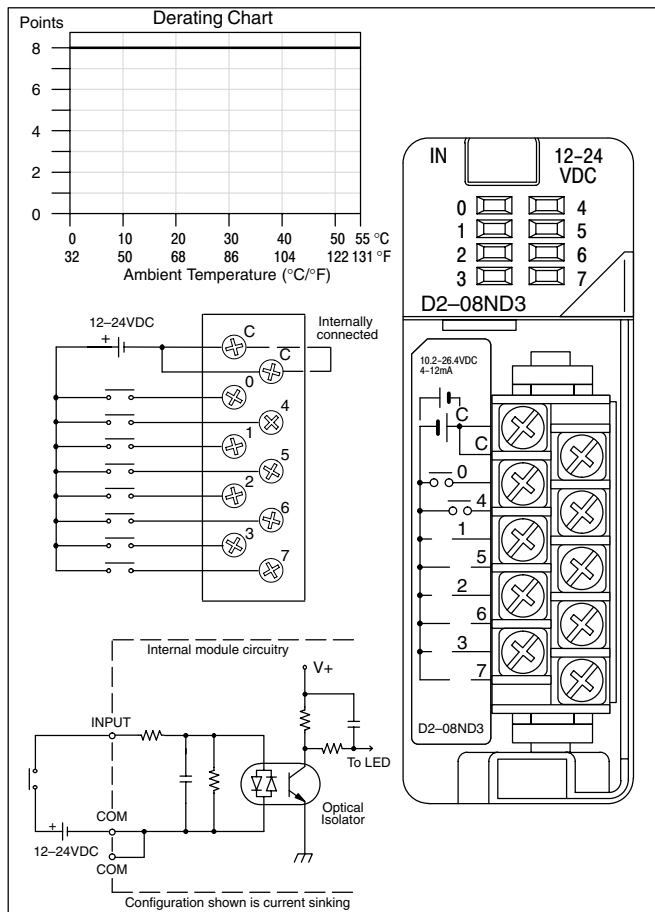 Points
Derating Chart
8
6
4
2
0
0 10 20 30 40 50 55 °C
32 50 68 86 104 122 131 °F
Ambient Temperature (°C/°F)
IN
12–24
VDC
0 4
1 5
2 6
3 7
D2–08ND3
12–24VDC
+
Internally
connected
C
C
0
4
1
5
2
6
3
7
10.2–26.4VDC
4–12mA
C
C
0
4
1
5
2
6
3
7
D2–08ND3
Internal module circuitry
V+
INPUT
To LED
Optical
Isolator
COM
+
12–24VDC
COM
Configuration shown is current sinking